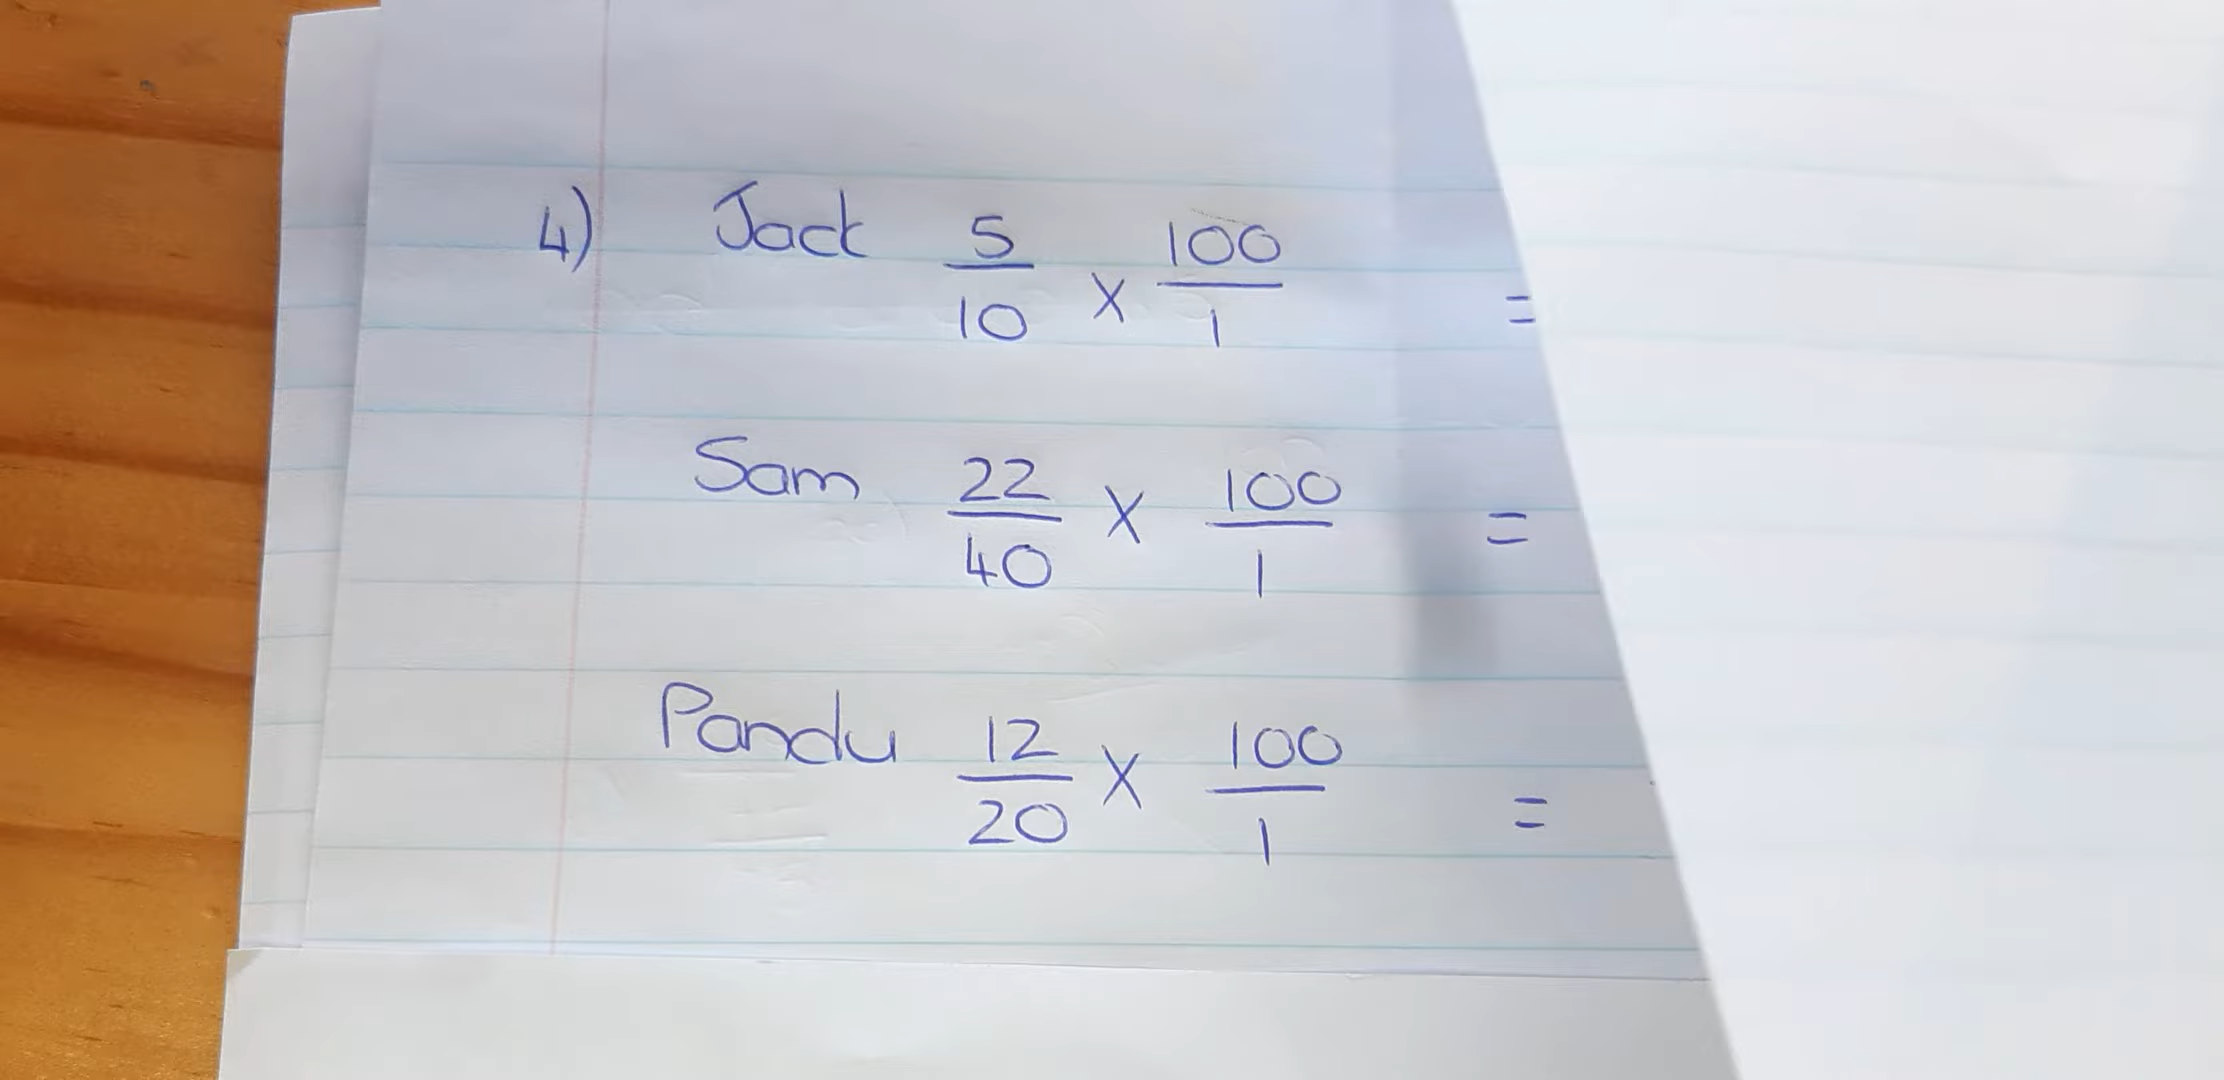 4) Jack 5/10 x 100/1 =
Sam 22/40 x 100/1 =
Pandu 12/20 x 100/1 =